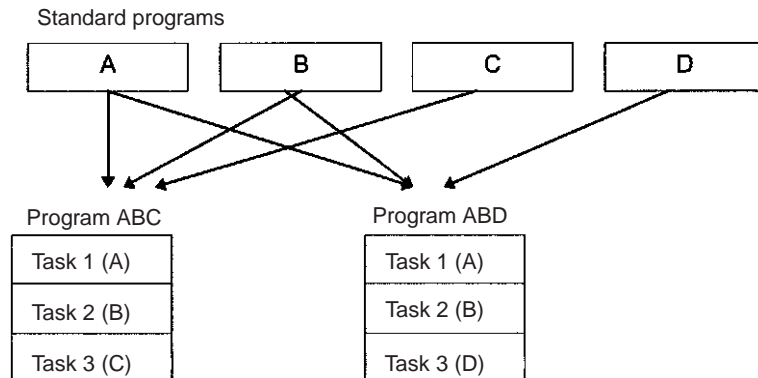 Standard programs
A B C D
Program ABC Program ABD
Task 1 (A) Task 1 (A)
Task 2 (B) Task 2 (B)
Task 3 (C) Task 3 (D)